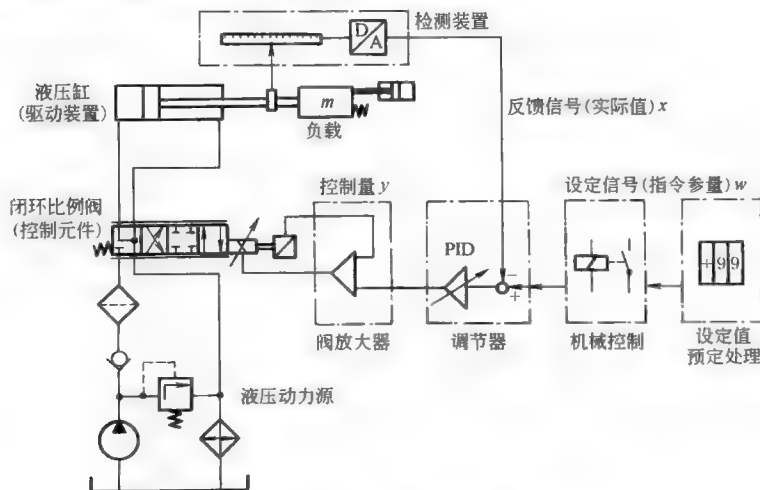 检测装置
D
A
液压缸
(驱动装置)
m
负载
反馈信号(实际值)x
控制量y
设定信号(指令参量)w
闭环比例阀
(控制元件)
PID
−
+
+99
阀放大器
调节器
机械控制
设定值
预定处理
液压动力源